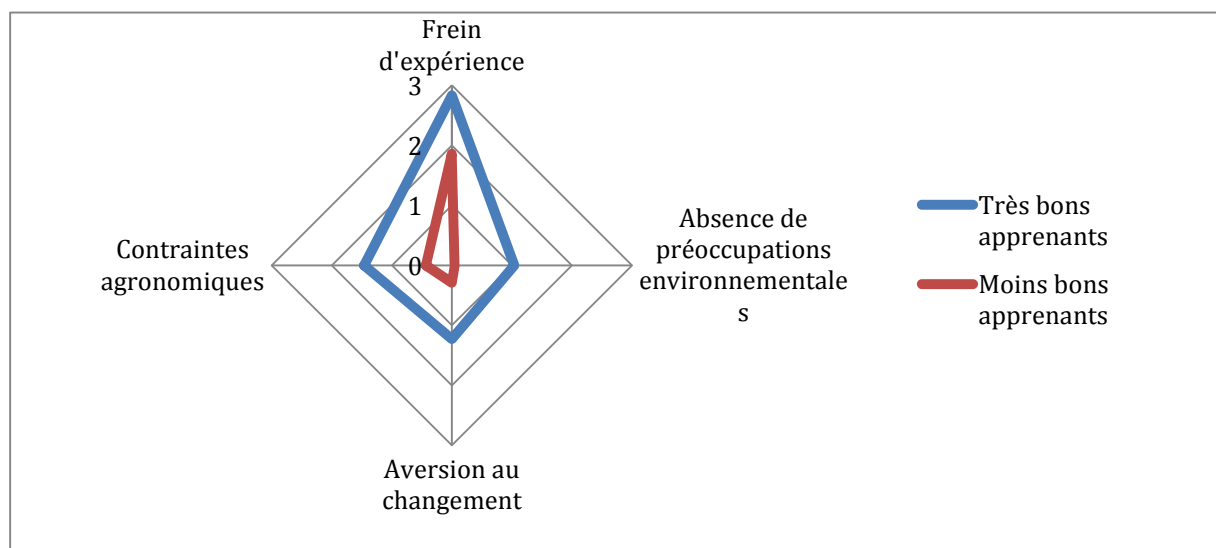 Frein
d'expérience
3
2
1
0
Absence de
préoccupations
environnementale
s
Contraintes
agronomiques
Aversion au
changement
Très bons
apprenants
Moins bons
apprenants